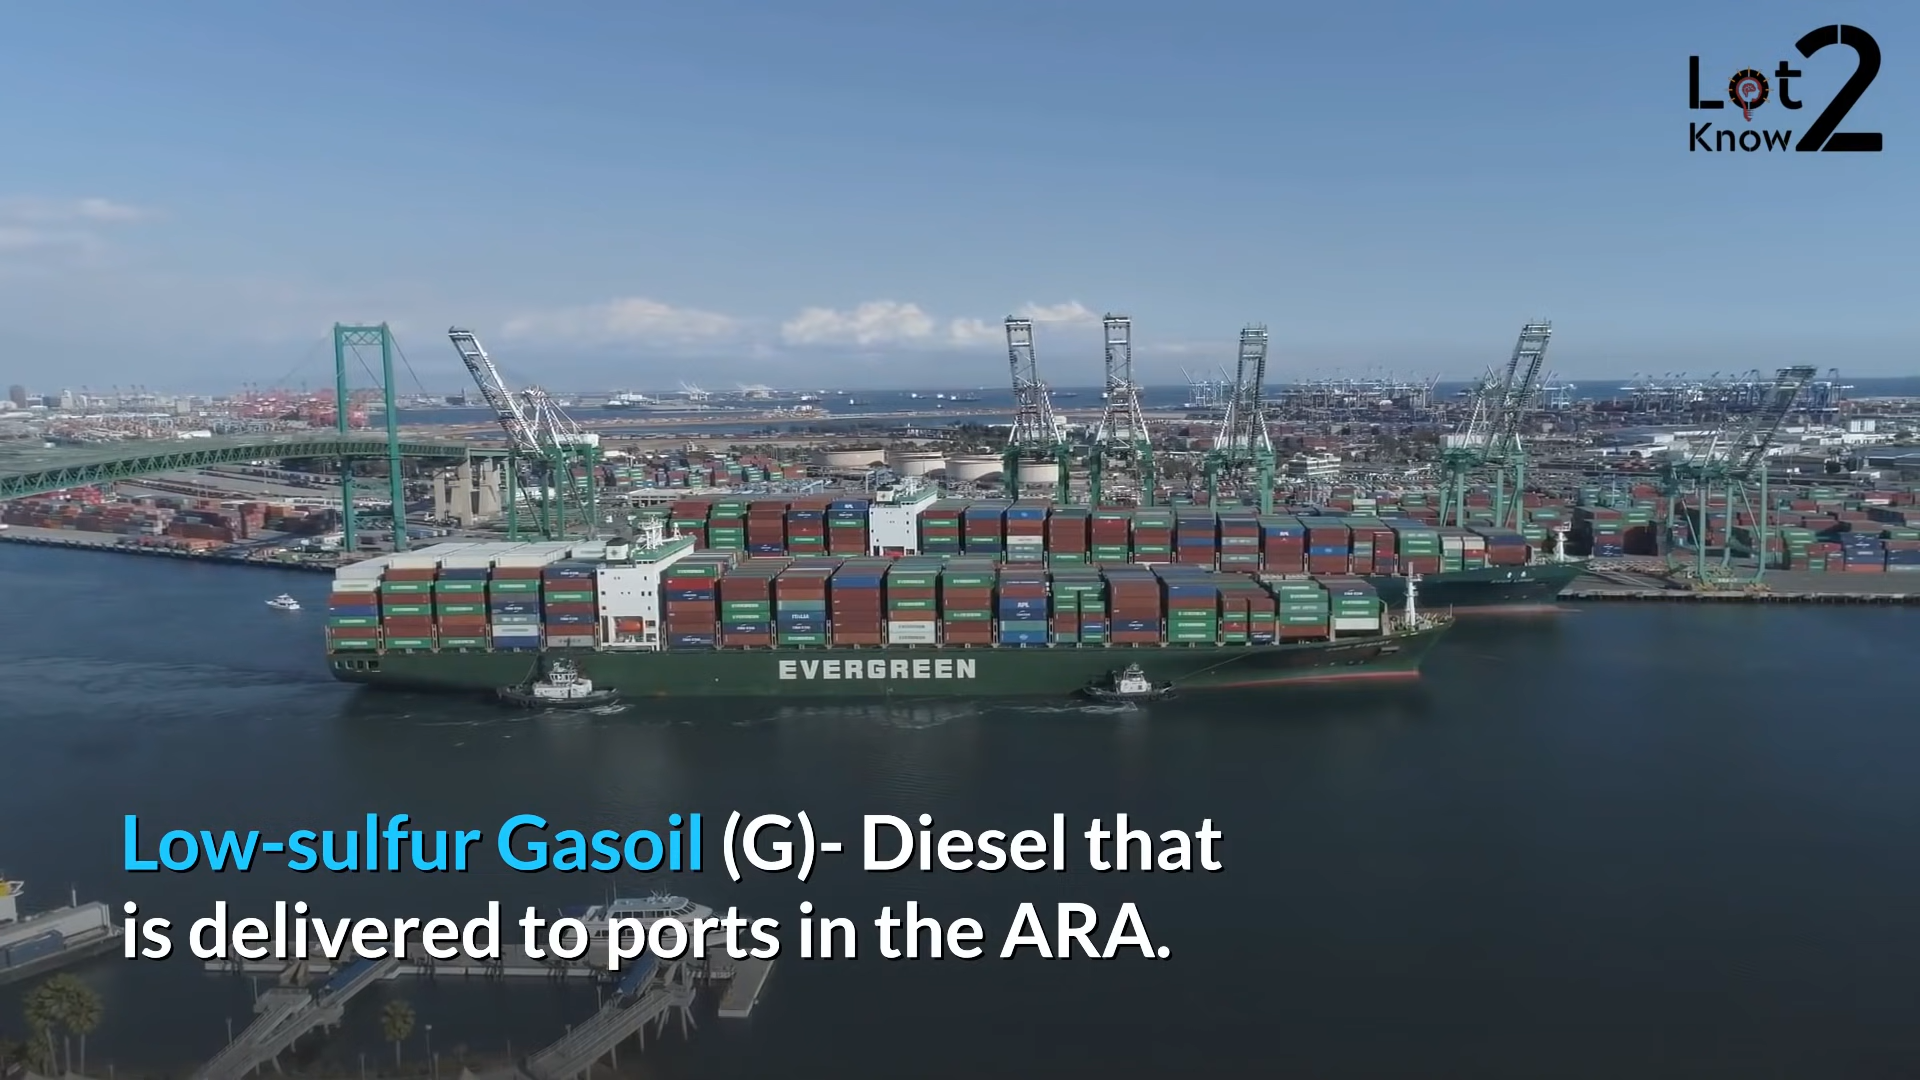 Lot 2
Know
EVERGREEN
Low-sulfur Gasoil (G)- Diesel that
is delivered to ports in the ARA.